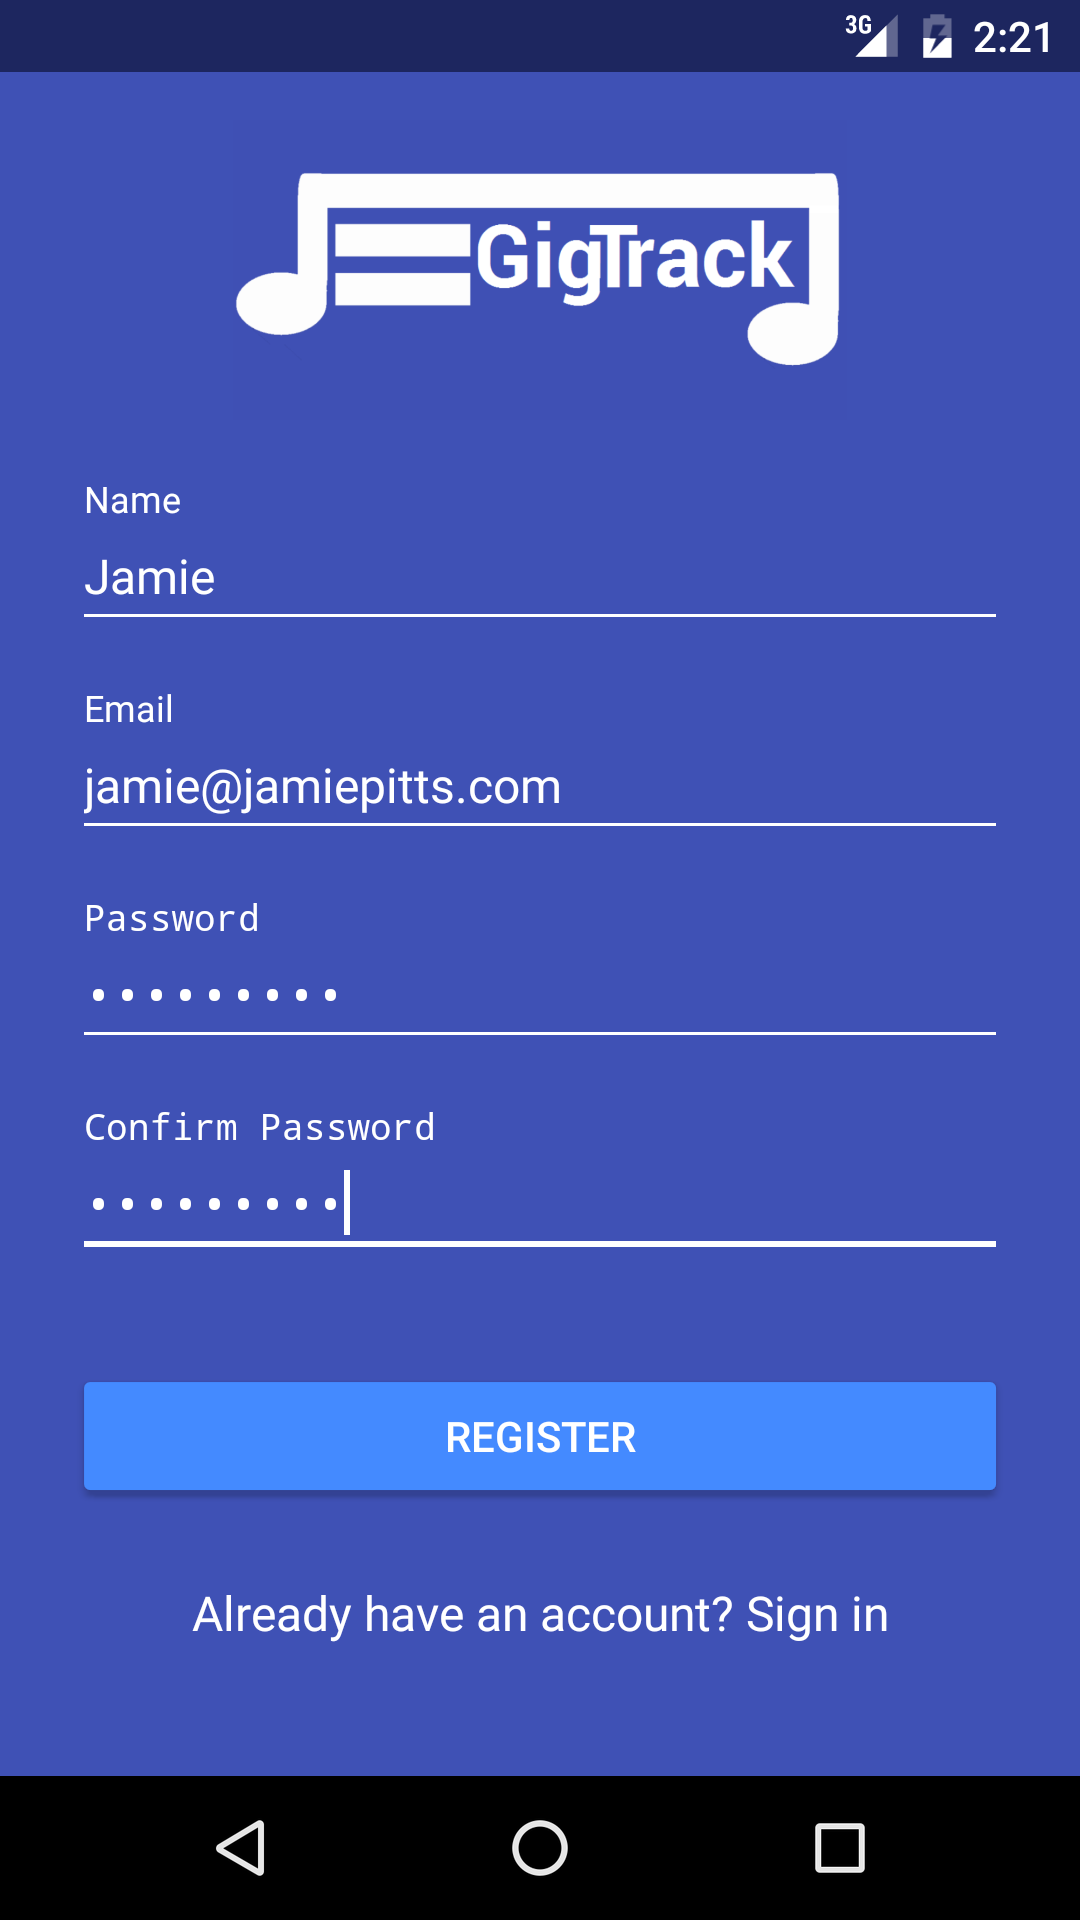 3G 2:21
GigTrack
Name
Jamie
Email
jamie@jamiepitts.com
Password
•••••••••
Confirm Password
•••••••••
REGISTER
Already have an account? Sign in